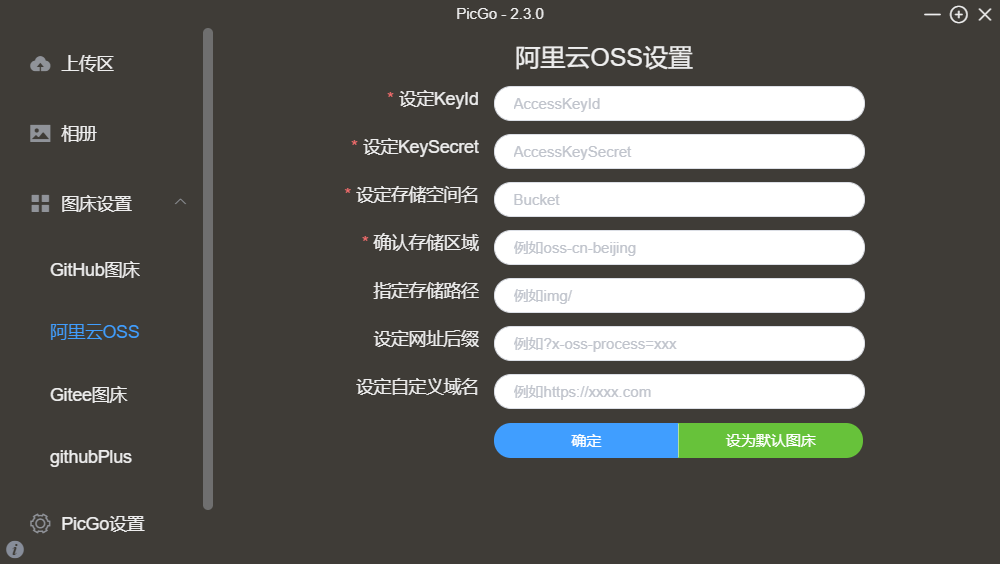 PicGo - 2.3.0
上传区
相册
图床设置
GitHub图床
阿里云OSS
Gitee图床
githubPlus
PicGo设置
阿里云OSS设置
* 设定KeyId AccessKeyId
* 设定KeySecret AccessKeySecret
* 设定存储空间名 Bucket
* 确认存储区域 例如oss-cn-beijing
指定存储路径 例如img/
设定网址后缀 例如?x-oss-process=xxx
设定自定义域名 例如https://xxxx.com
确定 设为默认图床